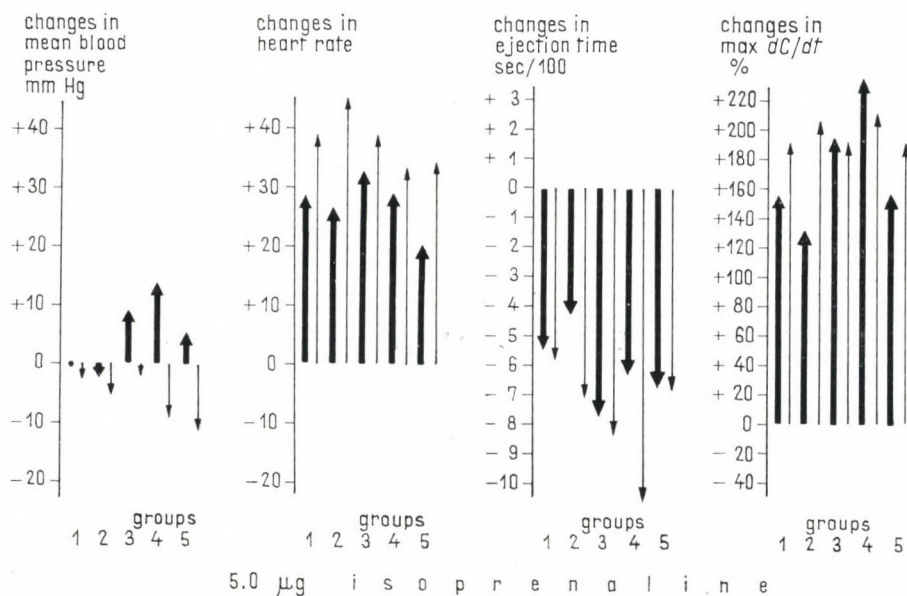 changes in
mean blood
pressure
mm Hg
+40
+30
+20
+10
0
−10
−20
groups
1 2 3 4 5
changes in
heart rate
+40
+30
+20
+10
0
−10
−20
groups
1 2 3 4 5
changes in
ejection time
sec/100
+ 3
+ 2
+ 1
0
− 1
− 2
− 3
− 4
− 5
− 6
− 7
− 8
− 9
−10
groups
1 2 3 4 5
changes in
max dC/dt
%
+220
+200
+180
+160
+140
+120
+100
+ 80
+ 60
+ 40
+ 20
0
− 20
− 40
groups
1 2 3 4 5
5.0 µg isoprenaline